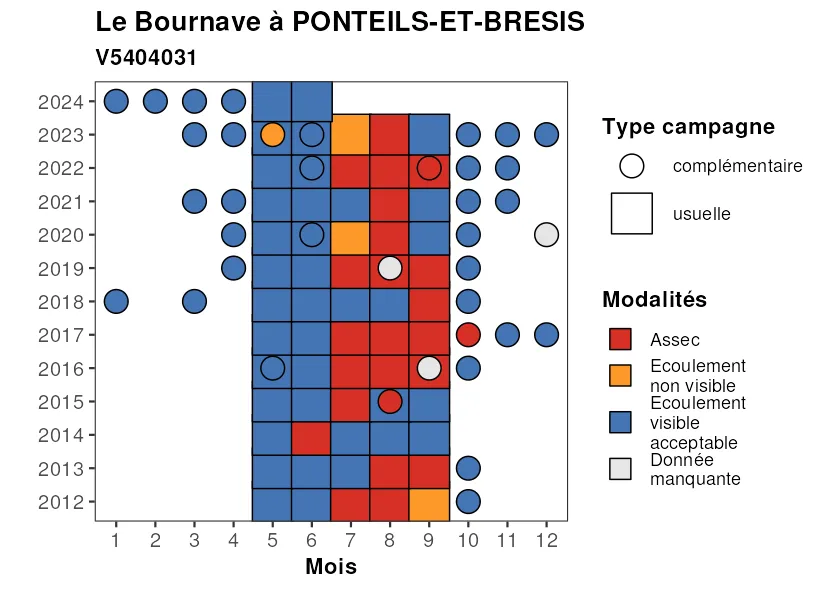 Le Bournave à PONTEILS-ET-BRESIS
V5404031
2024
2023
2022
2021
2020
2019
2018
2017
2016
2015
2014
2013
2012
1 2 3 4 5 6 7 8 9 10 11 12
Mois
Type campagne
complémentaire
usuelle
Modalités
Assec
Ecoulement
non visible
Ecoulement
visible
acceptable
Donnée
manquante